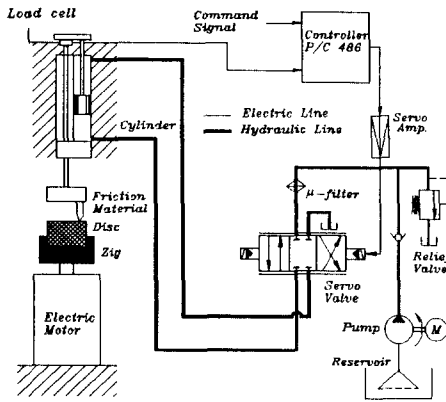 Load cell
Command
Signal
Controller
P/C 486
Electric Line
Hydraulic Line
Servo
Amp.
Cylinder
μ-filter
Friction
Material
Disc
Zig
Relief
Valve
Servo
Valve
Electric
Motor
Pump
M
Reservoir